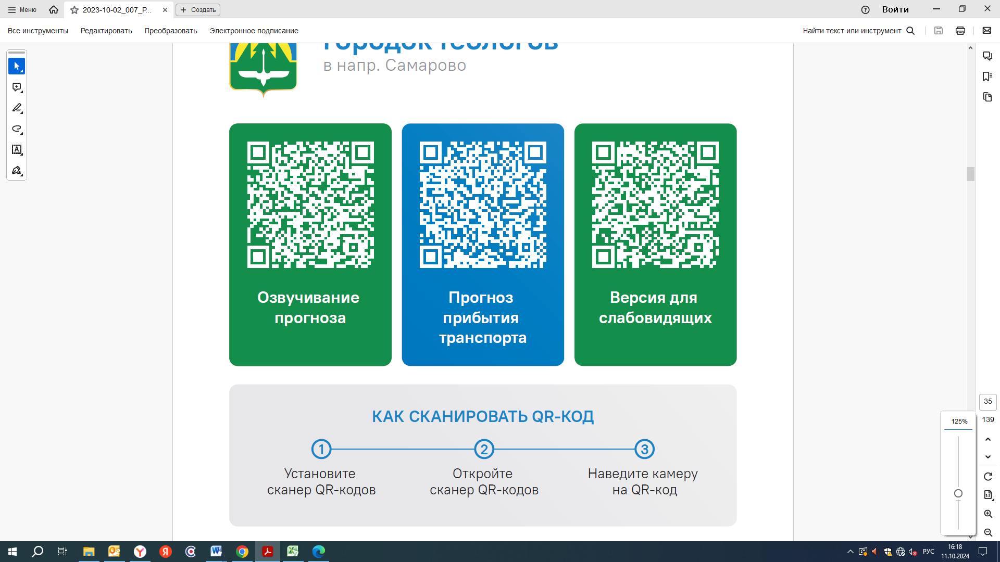 Меню
2023-10-02_007_P...
Создать
Войти
Все инструменты
Редактировать
Преобразовать
Электронное подписание
Найти текст или инструмент
Городок геологов
в напр. Самарово
Озвучивание
прогноза
Прогноз
прибытия
транспорта
Версия для
слабовидящих
КАК СКАНИРОВАТЬ QR-КОД
1
2
3
Установите
сканер QR-кодов
Откройте
сканер QR-кодов
Наведите камеру
на QR-код
35
139
125%
РУС
16:18
11.10.2024